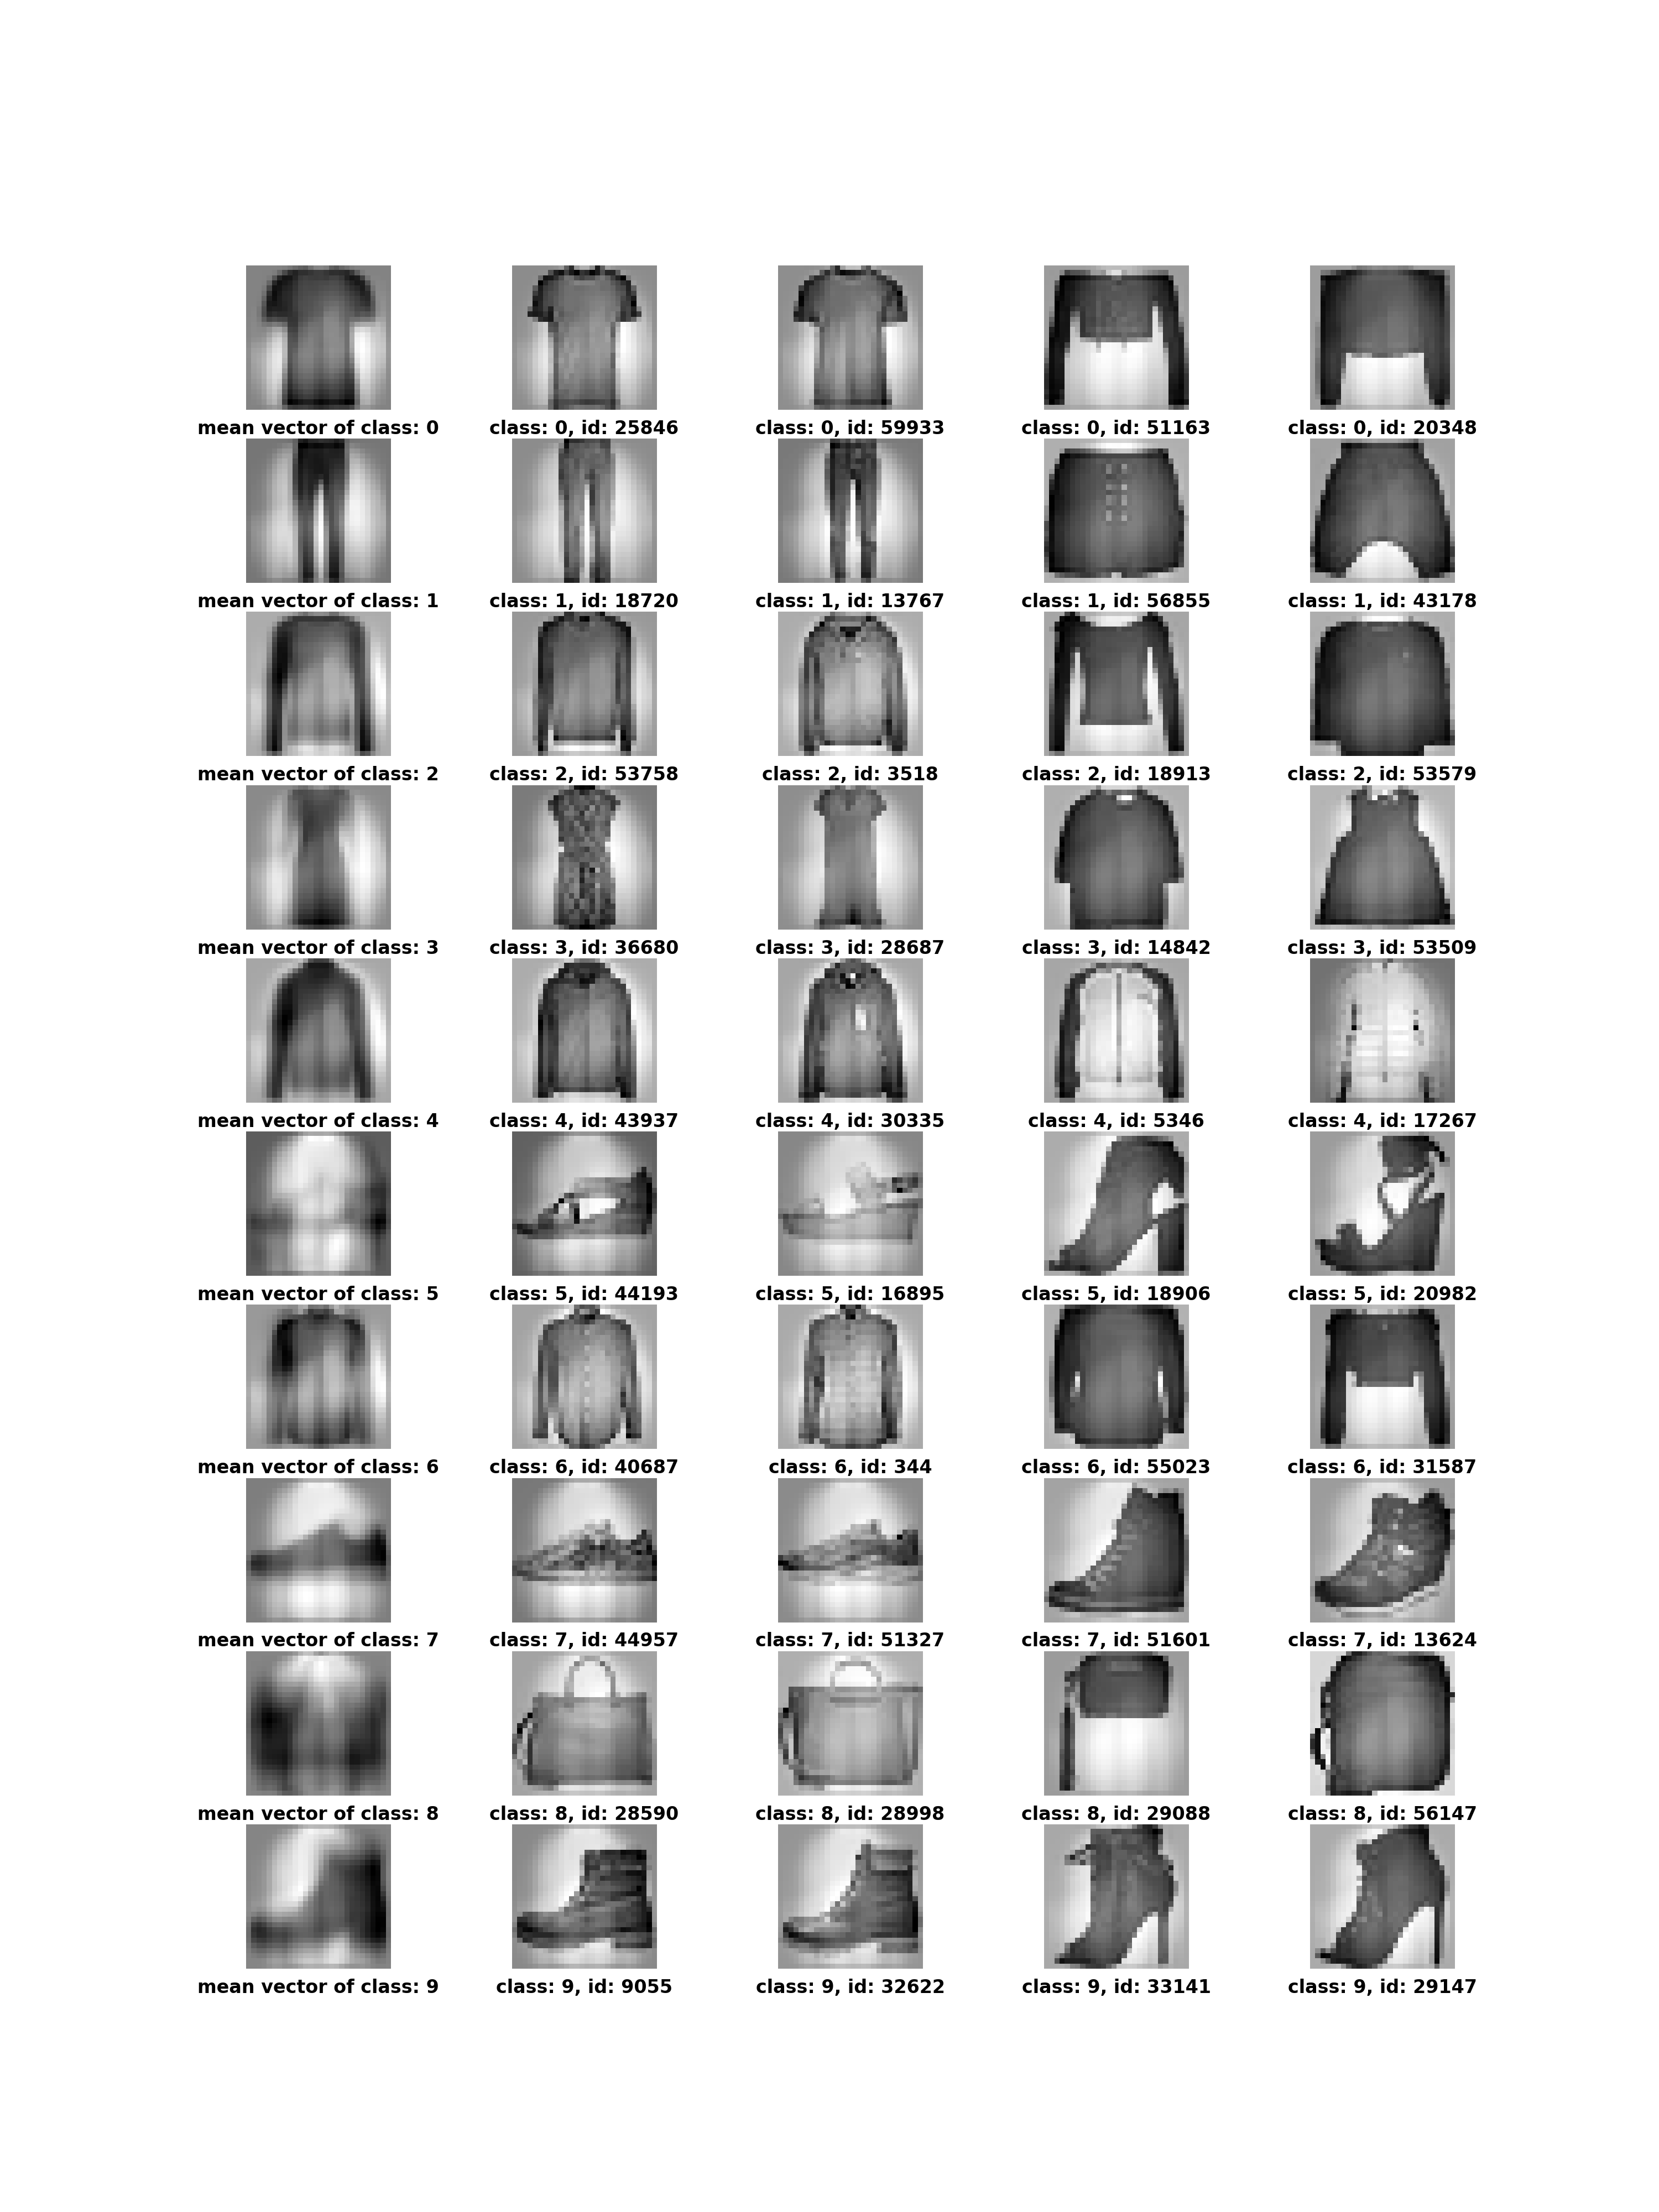 mean vector of class: 0 class: 0, id: 25846 class: 0, id: 59933 class: 0, id: 51163 class: 0, id: 20348
mean vector of class: 1 class: 1, id: 18720 class: 1, id: 13767 class: 1, id: 56855 class: 1, id: 43178
mean vector of class: 2 class: 2, id: 53758 class: 2, id: 3518 class: 2, id: 18913 class: 2, id: 53579
mean vector of class: 3 class: 3, id: 36680 class: 3, id: 28687 class: 3, id: 14842 class: 3, id: 53509
mean vector of class: 4 class: 4, id: 43937 class: 4, id: 30335 class: 4, id: 5346 class: 4, id: 17267
mean vector of class: 5 class: 5, id: 44193 class: 5, id: 16895 class: 5, id: 18906 class: 5, id: 20982
mean vector of class: 6 class: 6, id: 40687 class: 6, id: 344 class: 6, id: 55023 class: 6, id: 31587
mean vector of class: 7 class: 7, id: 44957 class: 7, id: 51327 class: 7, id: 51601 class: 7, id: 13624
mean vector of class: 8 class: 8, id: 28590 class: 8, id: 28998 class: 8, id: 29088 class: 8, id: 56147
mean vector of class: 9 class: 9, id: 9055 class: 9, id: 32622 class: 9, id: 33141 class: 9, id: 29147